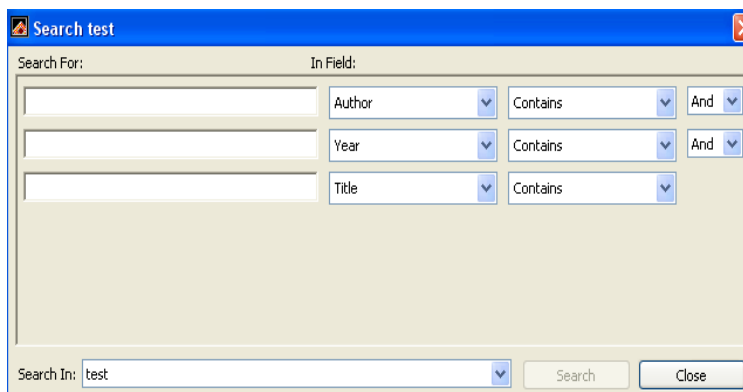 Search test
Search For: In Field:
Author Contains And
Year Contains And
Title Contains
Search In: test Search Close